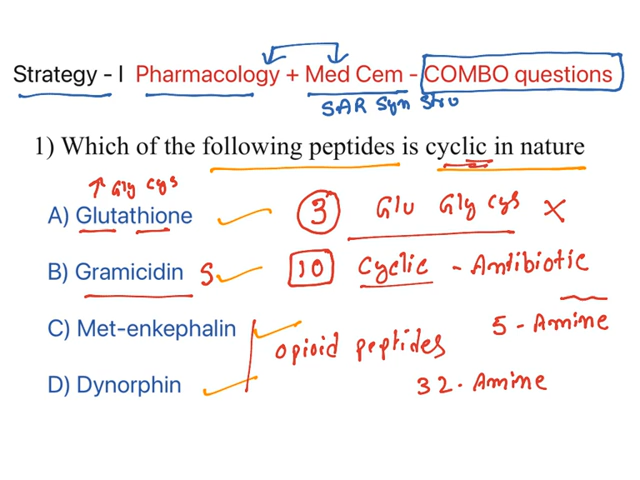 Strategy - I Pharmacology + Med Cem - COMBO questions
SAR Syn Stru
1) Which of the following peptides is cyclic in nature
↑ Gly Cys
A) Glutathione 3 Glu Gly Cys X
B) Gramicidin S 10 Cyclic - Antibiotic
C) Met-enkephalin 5 - Amine
opioid peptides
D) Dynorphin 32 - Amine